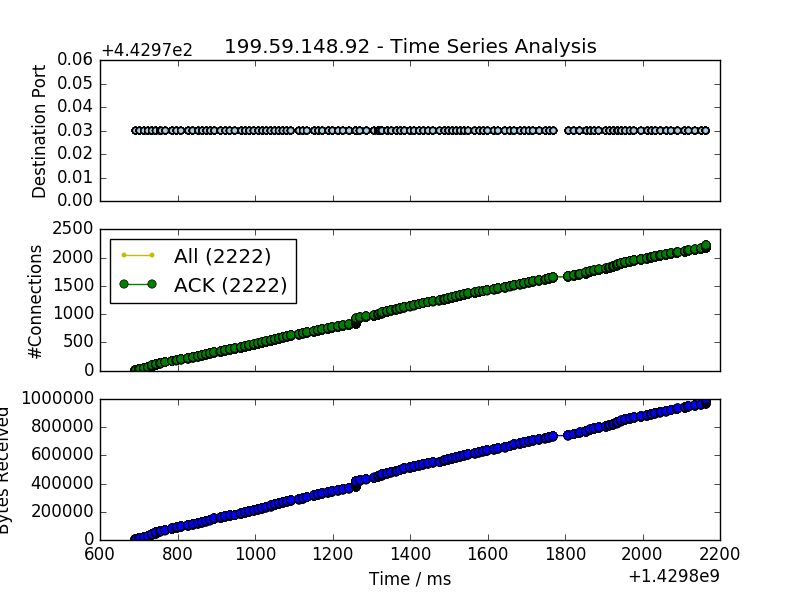 +4.4297e2
199.59.148.92 - Time Series Analysis
0.06
0.05
0.04
0.03
0.02
0.01
0.00
Destination Port
2500
2000
1500
1000
500
0
#Connections
All (2222)
ACK (2222)
1000000
800000
600000
400000
200000
0
Bytes Received
600 800 1000 1200 1400 1600 1800 2000 2200
Time / ms
+1.4298e9